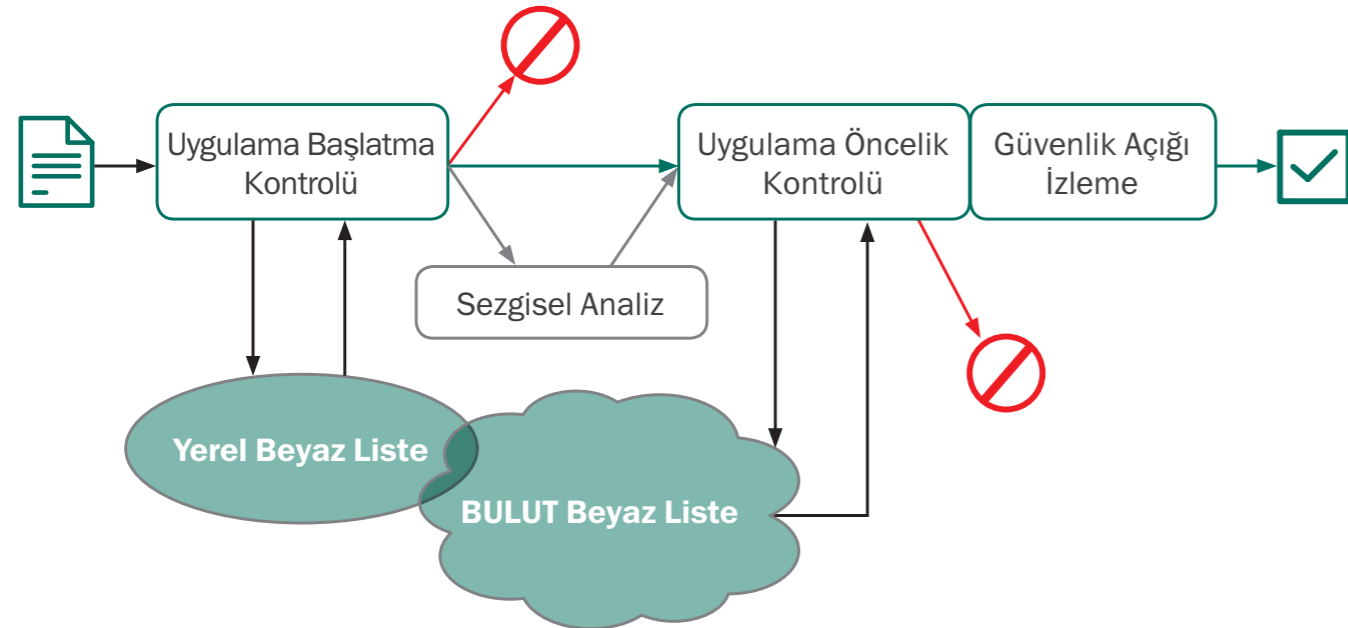 Uygulama Başlatma
Kontrolü
Uygulama Öncelik
Kontrolü
Güvenlik Açığı
İzleme
Sezgisel Analiz
Yerel Beyaz Liste
BULUT Beyaz Liste